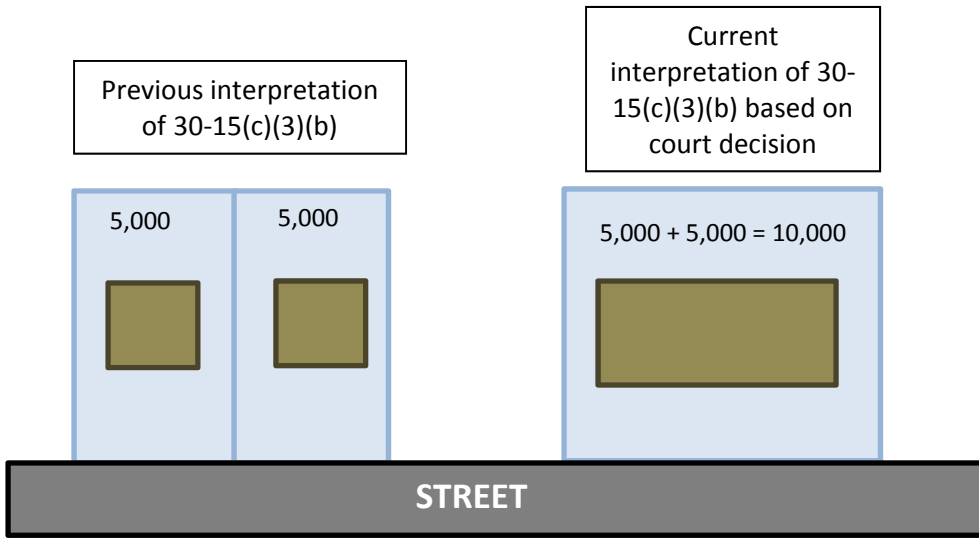 Previous interpretation
of 30-15(c)(3)(b)
Current
interpretation of 30-
15(c)(3)(b) based on
court decision
5,000
5,000
5,000 + 5,000 = 10,000
STREET